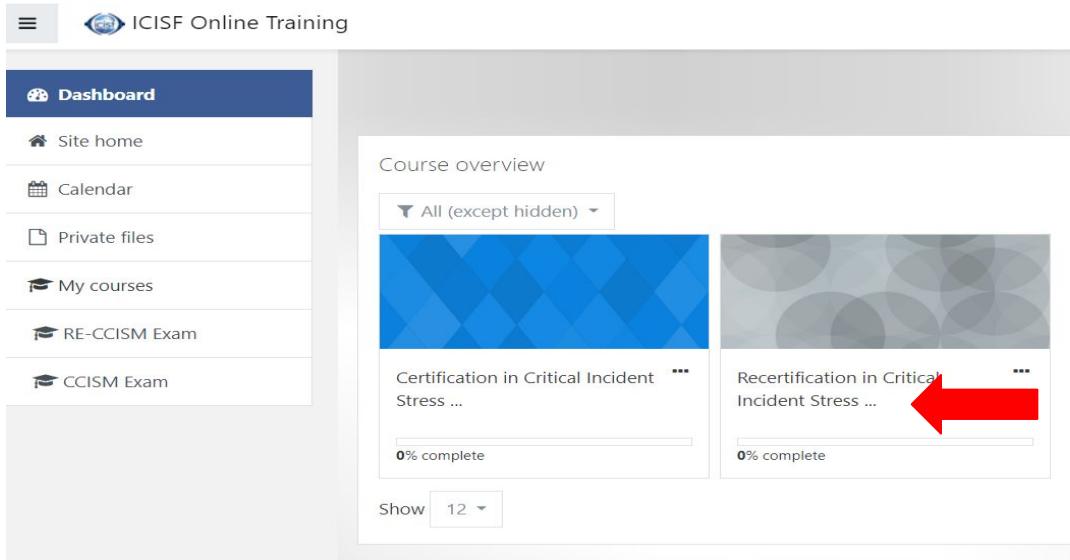 ICISF Online Training
Dashboard
Site home
Calendar
Private files
My courses
RE-CCISM Exam
CCISM Exam
Course overview
All (except hidden)
Certification in Critical Incident
Stress ...
0% complete
Recertification in Critical
Incident Stress ...
0% complete
Show 12